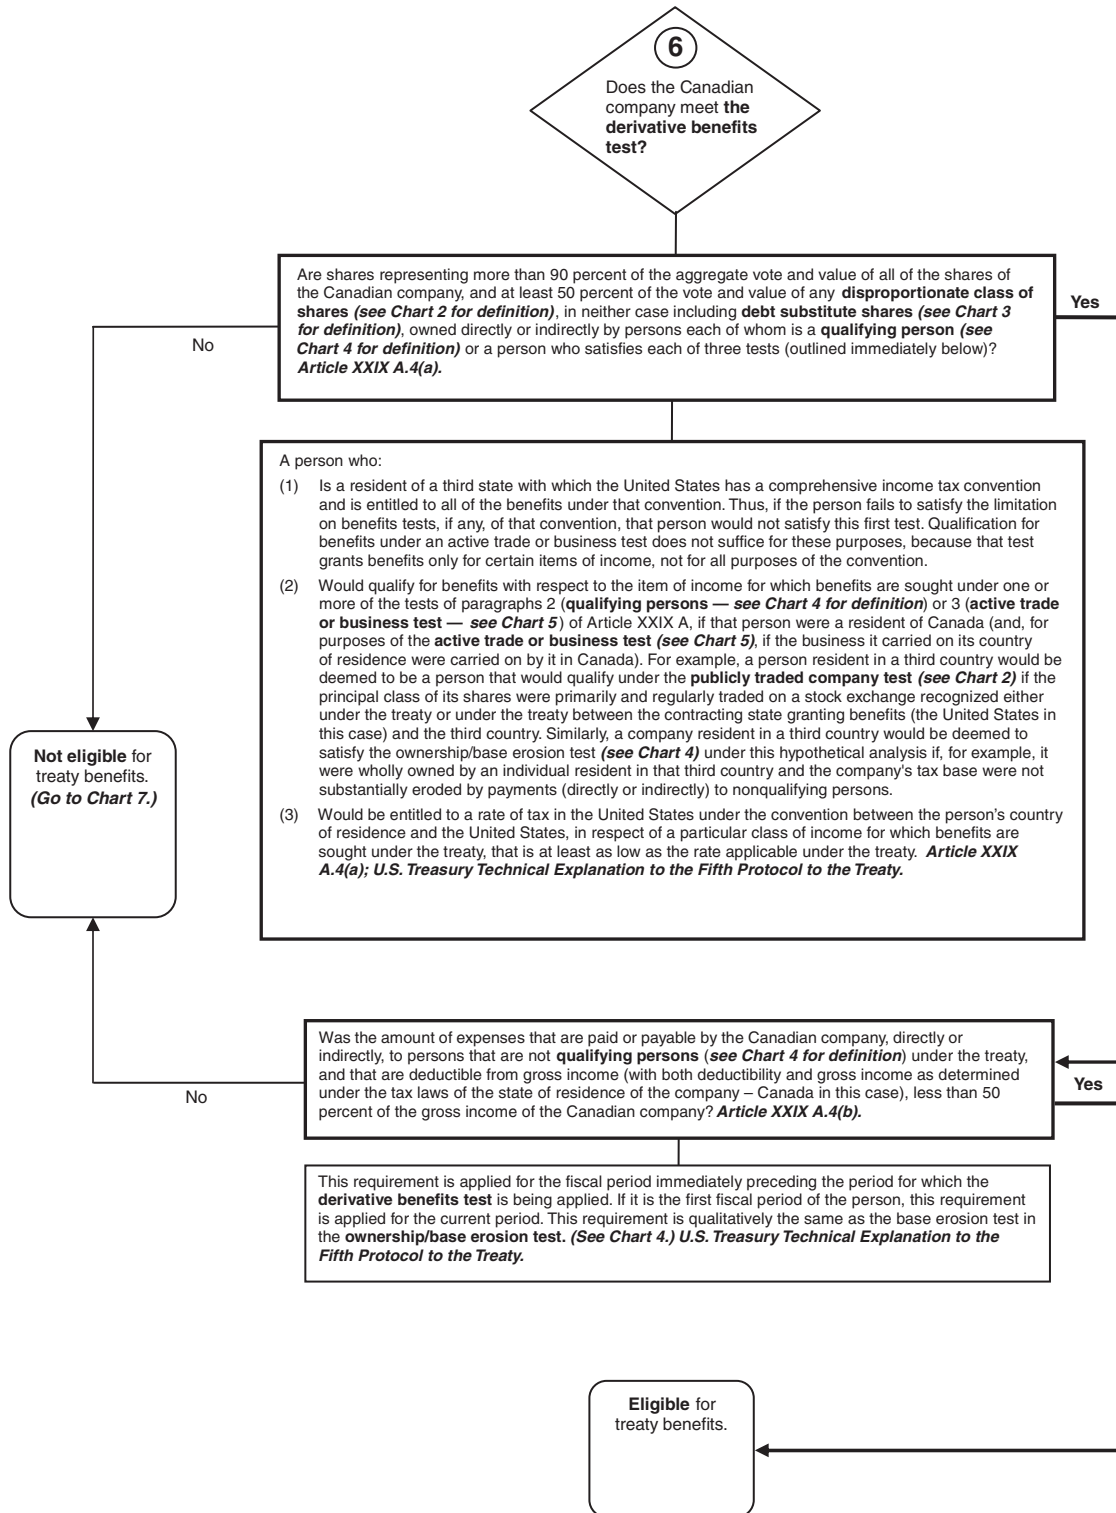 6
Does the Canadian
company meet the
derivative benefits
test?
Are shares representing more than 90 percent of the aggregate vote and value of all of the shares of
the Canadian company, and at least 50 percent of the vote and value of any disproportionate class of
shares (see Chart 2 for definition), in neither case including debt substitute shares (see Chart 3
for definition), owned directly or indirectly by persons each of whom is a qualifying person (see
Chart 4 for definition) or a person who satisfies each of three tests (outlined immediately below)?
Article XXIX A.4(a).
Yes
No
A person who:
(1) Is a resident of a third state with which the United States has a comprehensive income tax convention
and is entitled to all of the benefits under that convention. Thus, if the person fails to satisfy the limitation
on benefits tests, if any, of that convention, that person would not satisfy this first test. Qualification for
benefits under an active trade or business test does not suffice for these purposes, because that test
grants benefits only for certain items of income, not for all purposes of the convention.
(2) Would qualify for benefits with respect to the item of income for which benefits are sought under one or
more of the tests of paragraphs 2 (qualifying persons — see Chart 4 for definition) or 3 (active trade
or business test — see Chart 5) of Article XXIX A, if that person were a resident of Canada (and, for
purposes of the active trade or business test (see Chart 5), if the business it carried on its country
of residence were carried on by it in Canada). For example, a person resident in a third country would be
deemed to be a person that would qualify under the publicly traded company test (see Chart 2) if the
principal class of its shares were primarily and regularly traded on a stock exchange recognized either
under the treaty or under the treaty between the contracting state granting benefits (the United States in
this case) and the third country. Similarly, a company resident in a third country would be deemed to
satisfy the ownership/base erosion test (see Chart 4) under this hypothetical analysis if, for example, it
were wholly owned by an individual resident in that third country and the company's tax base were not
substantially eroded by payments (directly or indirectly) to nonqualifying persons.
(3) Would be entitled to a rate of tax in the United States under the convention between the person's country
of residence and the United States, in respect of a particular class of income for which benefits are
sought under the treaty, that is at least as low as the rate applicable under the treaty. Article XXIX
A.4(a); U.S. Treasury Technical Explanation to the Fifth Protocol to the Treaty.
Not eligible for
treaty benefits.
(Go to Chart 7.)
Was the amount of expenses that are paid or payable by the Canadian company, directly or
indirectly, to persons that are not qualifying persons (see Chart 4 for definition) under the treaty,
and that are deductible from gross income (with both deductibility and gross income as determined
under the tax laws of the state of residence of the company – Canada in this case), less than 50
percent of the gross income of the Canadian company? Article XXIX A.4(b).
Yes
No
This requirement is applied for the fiscal period immediately preceding the period for which the
derivative benefits test is being applied. If it is the first fiscal period of the person, this requirement
is applied for the current period. This requirement is qualitatively the same as the base erosion test in
the ownership/base erosion test. (See Chart 4.) U.S. Treasury Technical Explanation to the
Fifth Protocol to the Treaty.
Eligible for
treaty benefits.